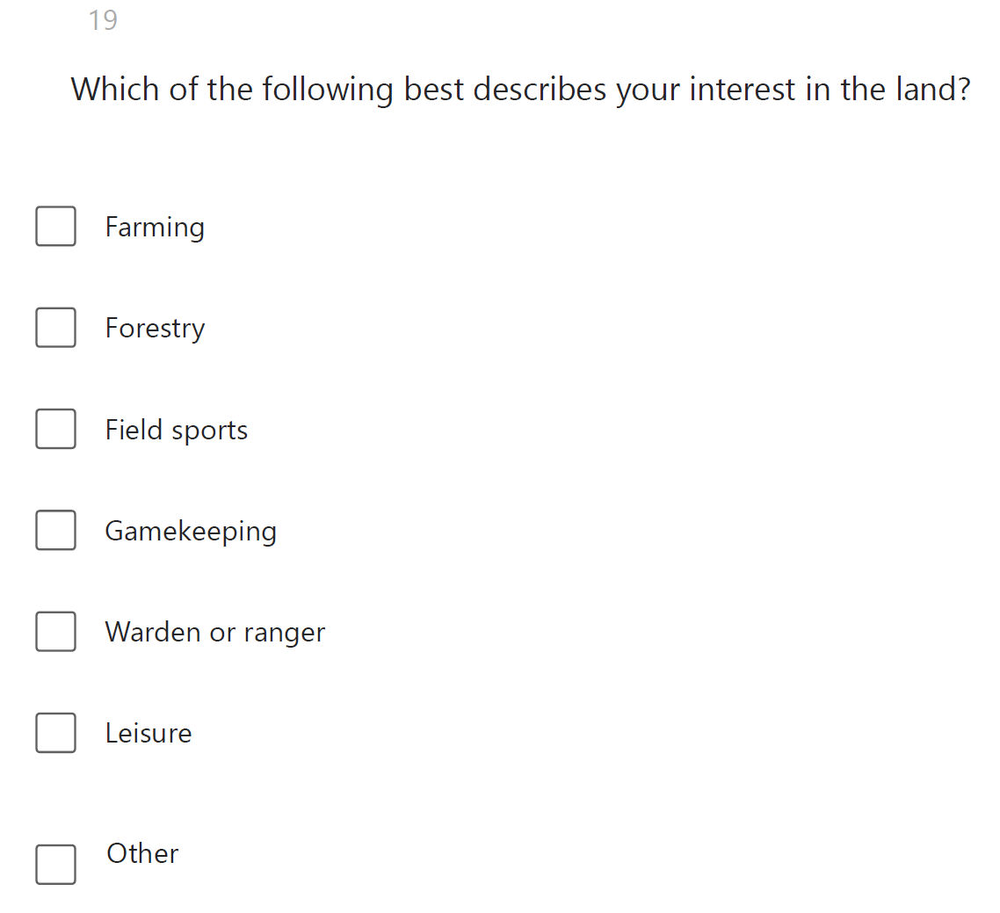 19
Which of the following best describes your interest in the land?
Farming
Forestry
Field sports
Gamekeeping
Warden or ranger
Leisure
Other